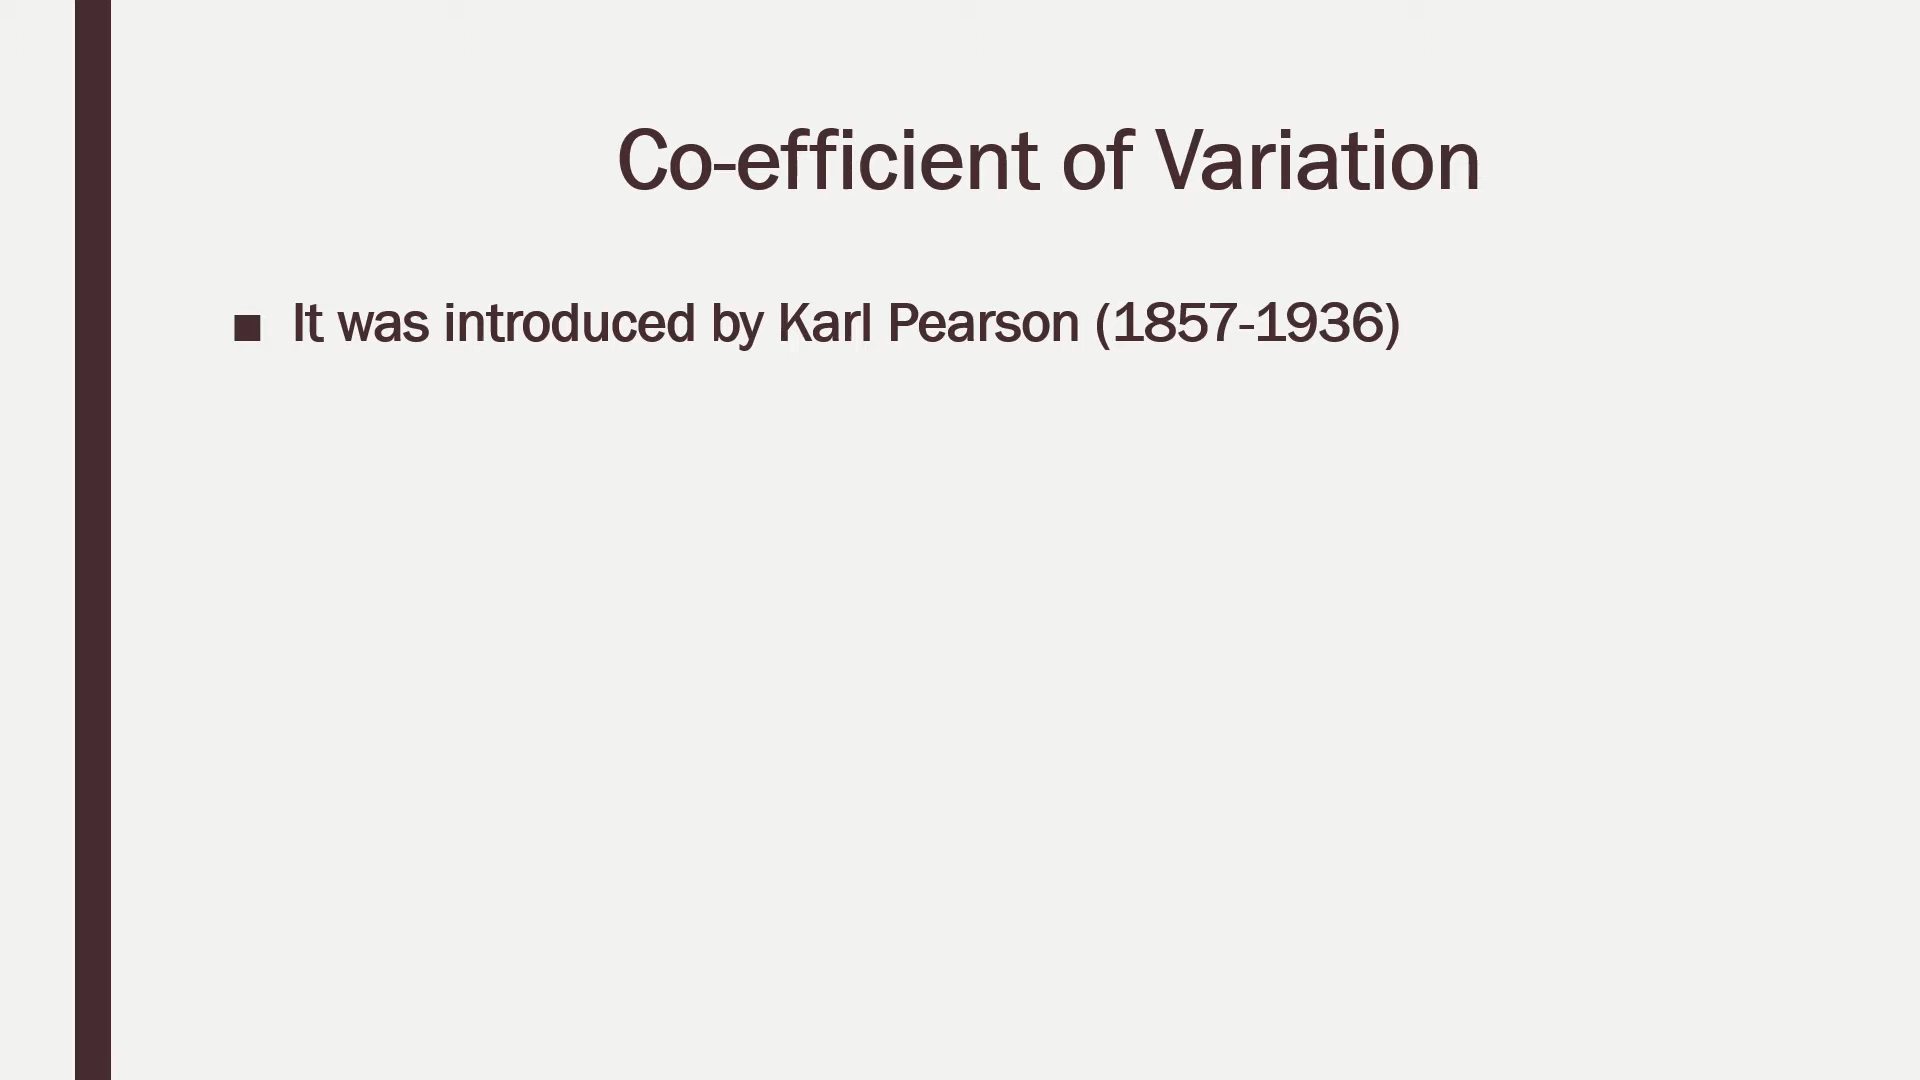 Co-efficient of Variation
■ It was introduced by Karl Pearson (1857-1936)